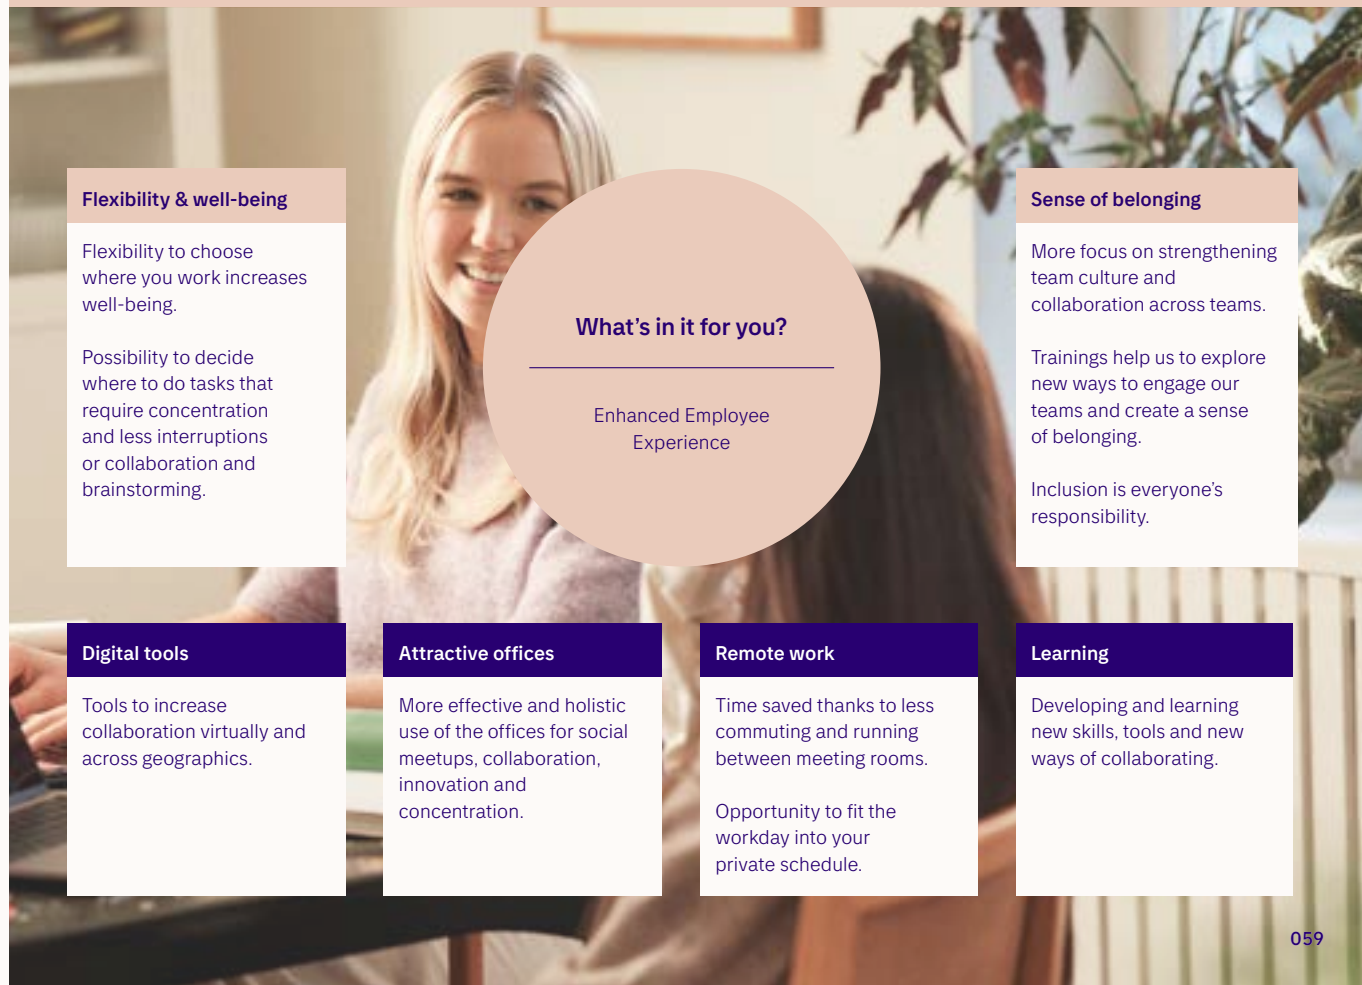 Flexibility & well-being
Flexibility to choose
where you work increases
well-being.
Possibility to decide
where to do tasks that
require concentration
and less interruptions
or collaboration and
brainstorming.
What’s in it for you?
Enhanced Employee
Experience
Sense of belonging
More focus on strengthening
team culture and
collaboration across teams.
Trainings help us to explore
new ways to engage our
teams and create a sense
of belonging.
Inclusion is everyone’s
responsibility.
Digital tools
Tools to increase
collaboration virtually and
across geographics.
Attractive offices
More effective and holistic
use of the offices for social
meetups, collaboration,
innovation and
concentration.
Remote work
Time saved thanks to less
commuting and running
between meeting rooms.
Opportunity to fit the
workday into your
private schedule.
Learning
Developing and learning
new skills, tools and new
ways of collaborating.
059